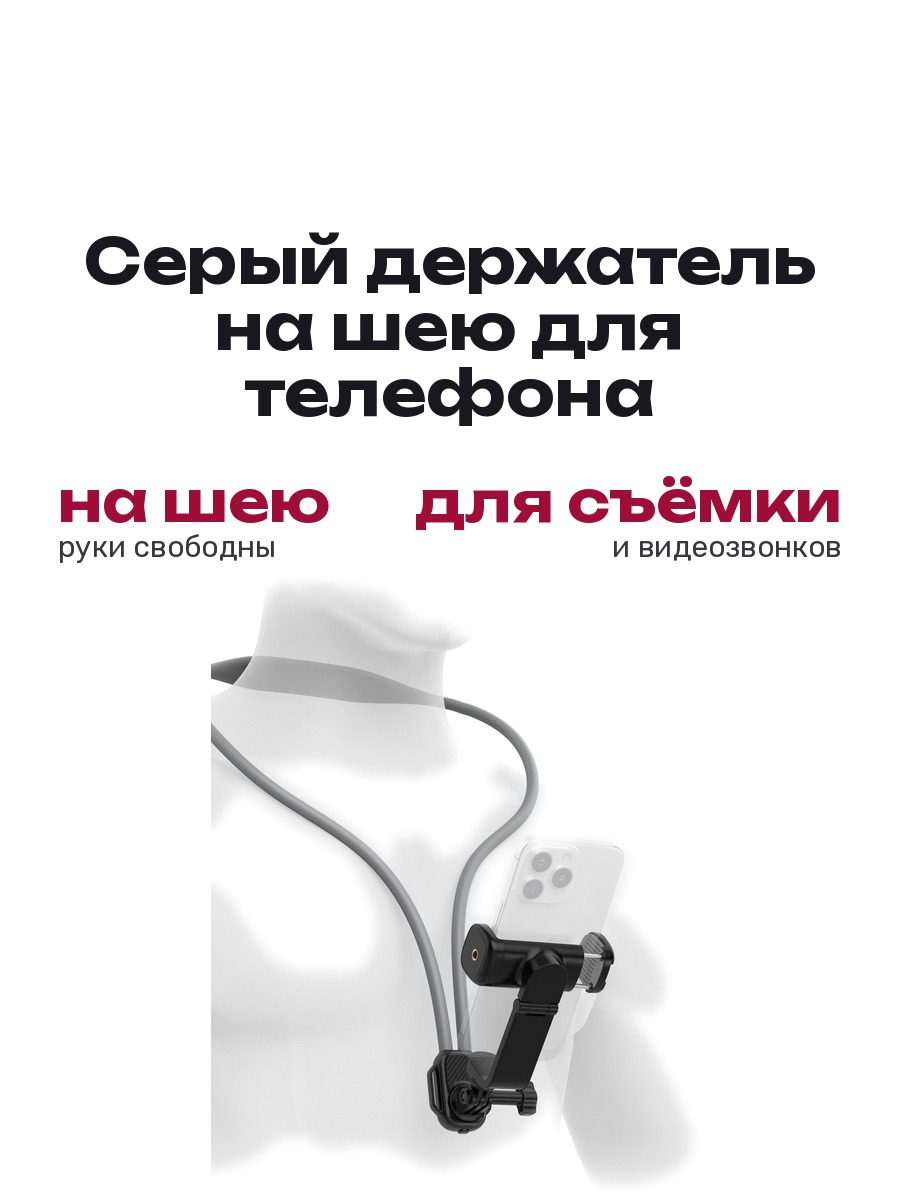 Серый держатель
на шею для
телефона
на шею
руки свободны
для съёмки
и видеозвонков